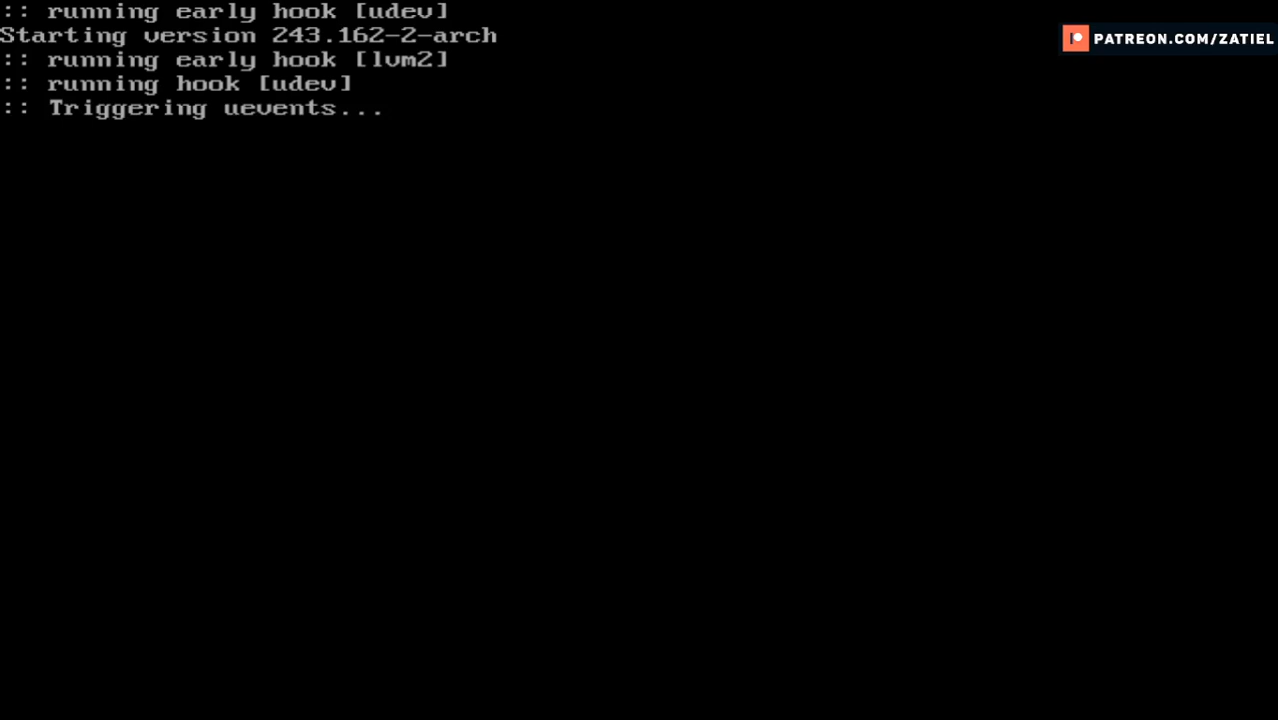 :: running early hook [udev]
Starting version 243.162-2-arch
:: running early hook [lvm2]
:: running hook [udev]
:: Triggering uevents...
PATREON.COM/ZATIEL